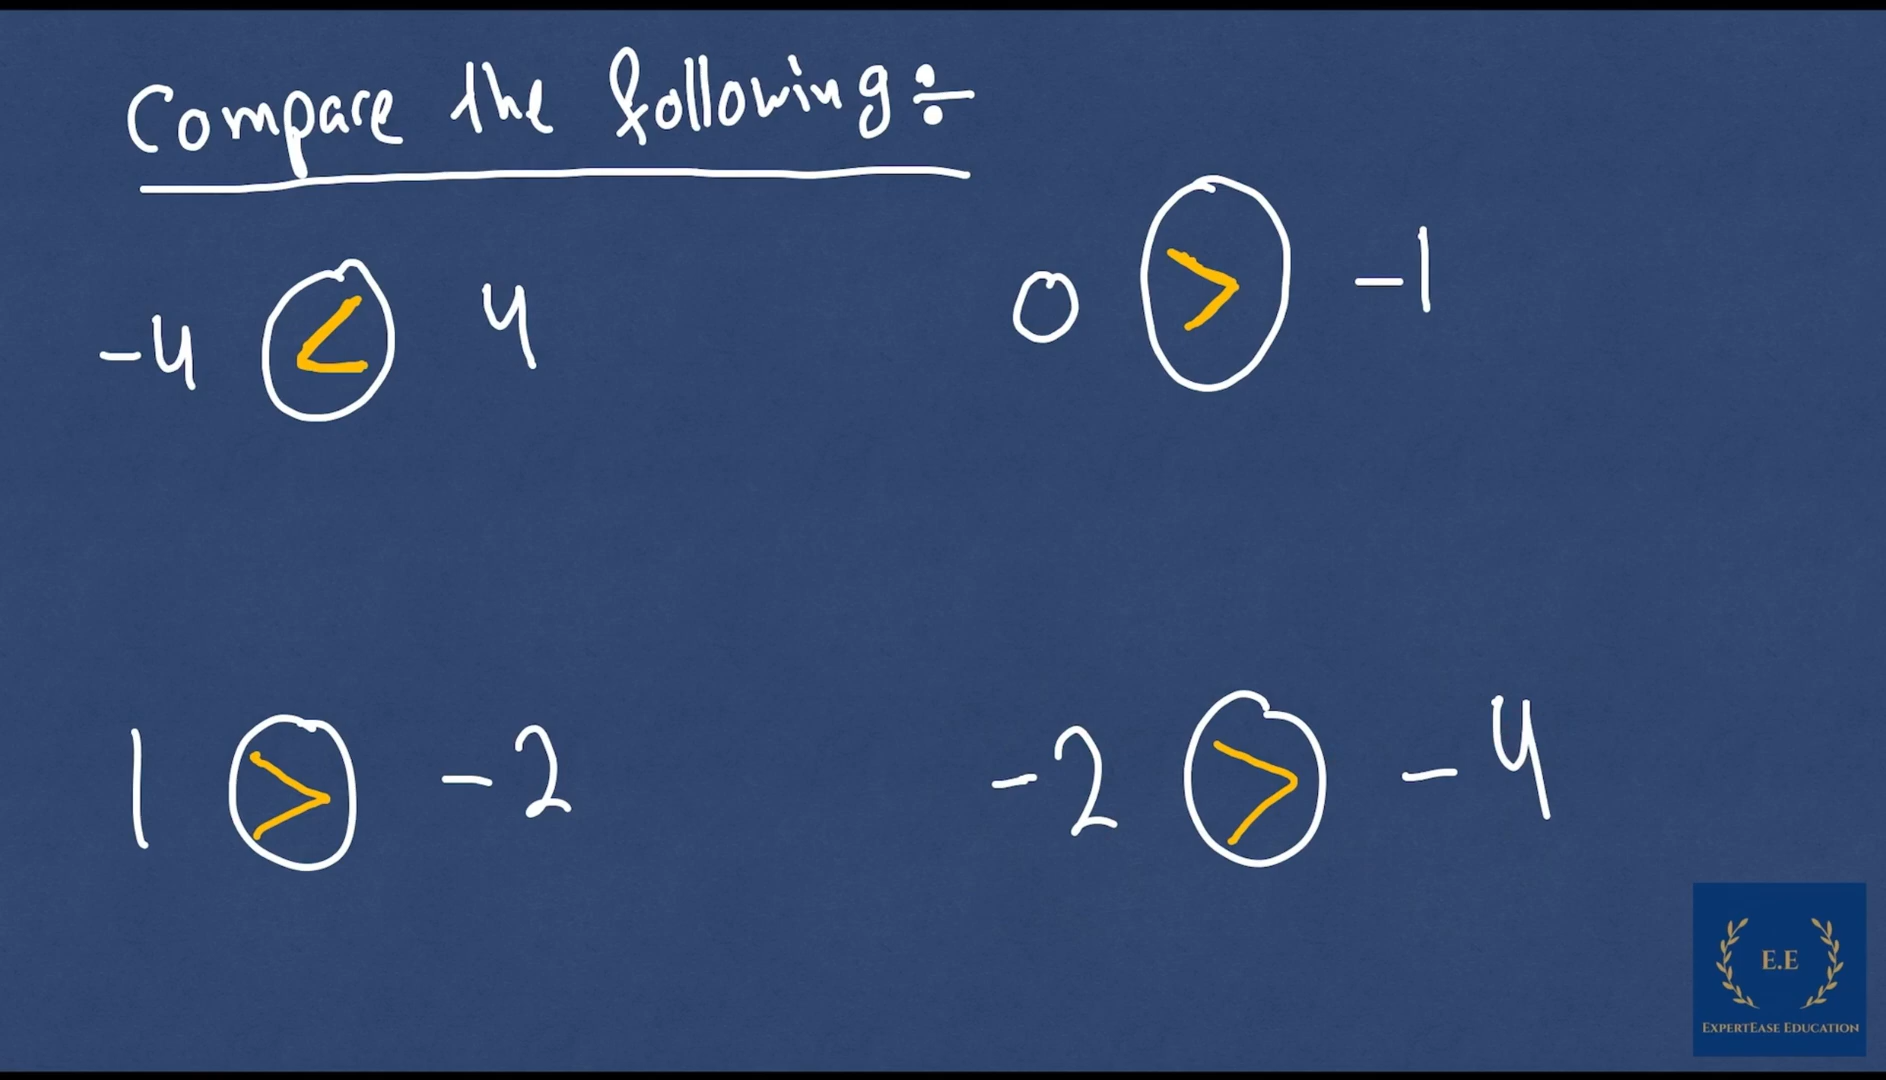 Compare the following÷
-4 < 4
0 > -1
1 > -2
-2 > -4
E.E
EXPERTEASE EDUCATION